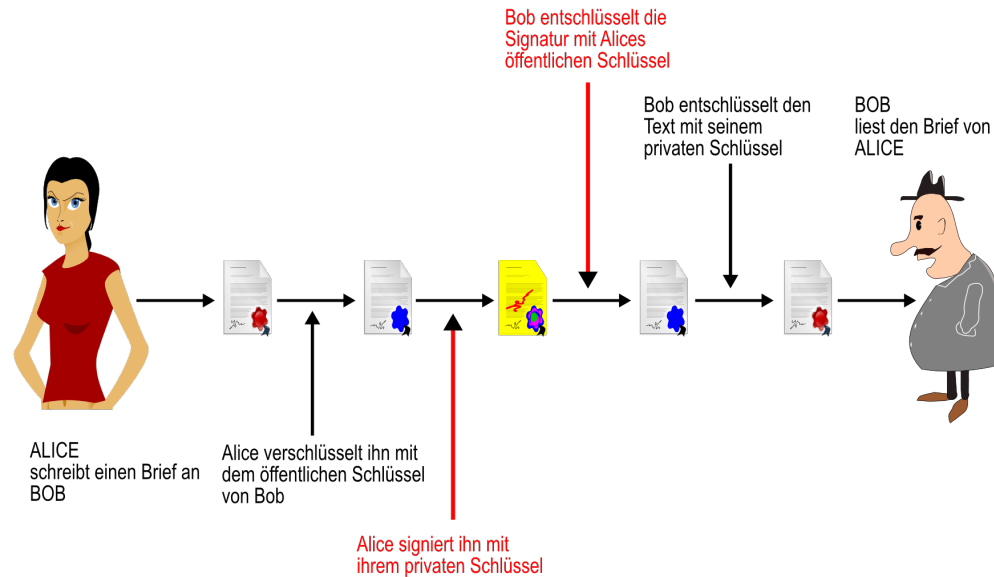 Bob entschlüsselt die
Signatur mit Alices
öffentlichen Schlüssel
Bob entschlüsselt den
Text mit seinem
privaten Schlüssel
BOB
liest den Brief von
ALICE
ALICE
schreibt einen Brief an
BOB
Alice verschlüsselt ihn mit
dem öffentlichen Schlüssel
von Bob
Alice signiert ihn mit
ihrem privaten Schlüssel